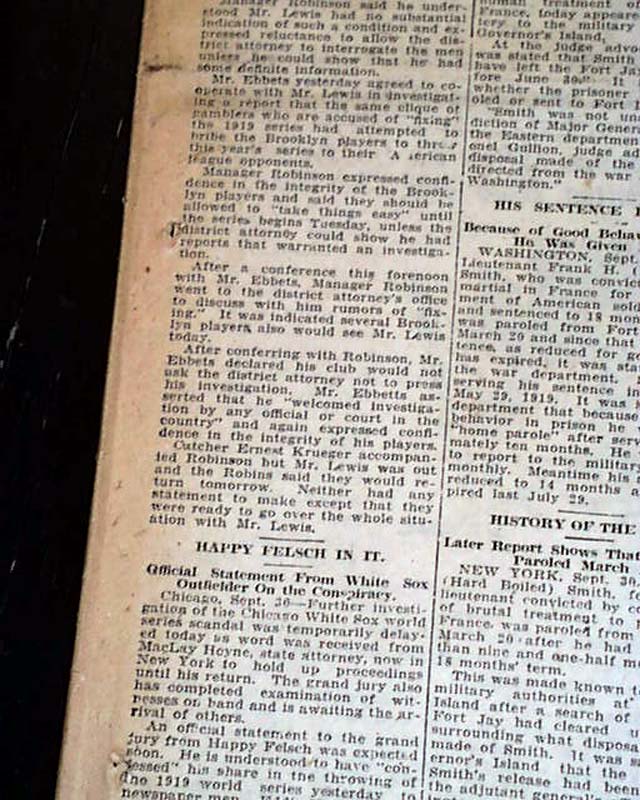 Manager Robinson said he under-
stood Mr. Lewis had no substantial
indication of such a condition and ex-
pressed reluctance to allow the dis-
trict attorney to interrogate the men
unless he could show that he had
some definite information.
Mr. Ebbets yesterday agreed to co-
operate with Mr. Lewis in investigat-
ing a report that the same clique of
gamblers who are accused of "fixing"
the 1919 series had attempted to
bribe the Brooklyn players to
this year's series to their
league opponents.
Manager Robinson expressed confi-
dence in the integrity of the Brook-
lyn players and said they should be
allowed to "take things easy" until
the series begins Tuesday, unless the
district attorney could show he had
reports that warranted an investiga-
tion.
After a conference this forenoon
with Mr. Ebbets, Manager Robinson
went to the district attorney's office
to discuss with him rumors of "fix-
ing." It was indicated several Brook-
lyn players also would see Mr. Lewis
today.
After conferring with Robinson, Mr.
Ebbets declared his club would not
ask the district attorney not to press
his investigation. Mr. Ebbetts as-
serted that he "welcomed investiga-
tion by any official or court in the
country" and again expressed confi-
dence in the integrity of his players.
Catcher Ernest Krueger accompan-
ied Robinson but Mr. Lewis was out
and the Robins said they would re-
turn tomorrow. Neither had any
statement to make except that they
were ready to go over the whole situ-
ation with Mr. Lewis.
HAPPY FELSCH IN IT.
Official Statement From White Sox
Outfielder On the Conspiracy.
Chicago, Sept. 30—Further investi-
gation of the Chicago White Sox world
series scandal was temporarily delay-
ed today as word was received from
MacLay Hoyne, state attorney, now in
New York to hold up proceedings
until his return. The grand jury also
has completed examination of wit-
nesses on hand and is awaiting the ar-
rival of others.
An official statement to the grand
jury from Happy Felsch was expected
soon. He is understood to have "con-
fessed" his share in the throwing of
the 1919 world series yesterday to
newspaper men.
human treatment of
France, today appeare
tery to the military
Governor's Island.
At the judge advoc
was stated that Smith
have left the Fort Jay
fore June 30." It
whether the prisoner
oled or sent to Fort
"Smith was not un
diction of Major Gener
the Eastern department
onel Gullion, judge ad
disposal made of the
directed from the war
Washington."
HIS SENTENCE
Because of Good Behav
He Was Given
WASHINGTON, Sept.
Lieutenant Frank H.
Smith, who was convic
martial in France for
ment of American sold
and sentenced to 18 mon
was paroled from Fort
March 20 and since that
tence, as reduced for go
has expired, it was stat
the war department.
serving his sentence in
May 29, 1919. It was
department that because
behavior in prison he
"home parole" after serv
mately ten months. He
to report to the military
monthly. Meantime his
reduced to 14 months a
pired last July 29.
HISTORY OF THE
Later Report Shows That
Paroled March
NEW YORK, Sept. 30.
(Hard Boiled) Smith, fo
lieutenant convicted by c
of brutal treatment to
France, was paroled from
March 20 after he had
than nine and one-half m
18 months' term.
This was made known t
military authorities at
Island after a search of
Fort Jay had cleared u
surrounding what disposa
made of Smith. It was s
ernor's Island that the
Smith's release had been
the adjutant general's